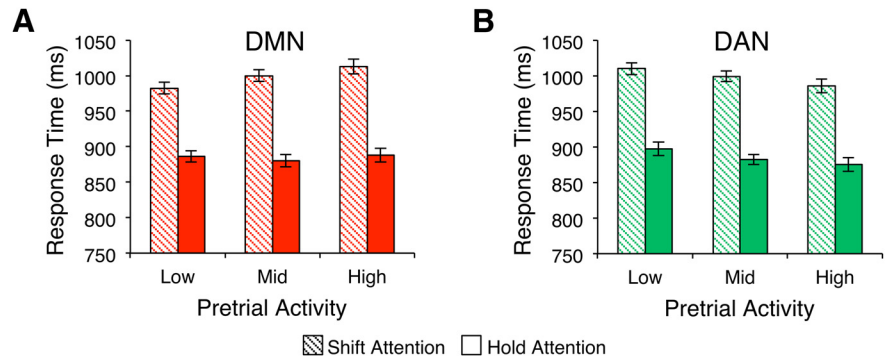 A
DMN
Response Time (ms)
1050
1000
950
900
850
800
750
Low Mid High
Pretrial Activity
B
DAN
Response Time (ms)
1050
1000
950
900
850
800
750
Low Mid High
Pretrial Activity
Shift Attention Hold Attention